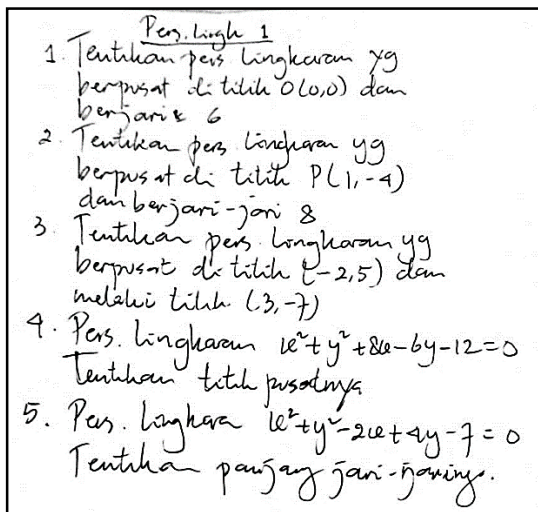 Pers. Lingk 1
1. Tentukan pers lingkaran yg
berpusat di titik O(0,0) dan
berjari² 6
2. Tentukan pers lingkaran yg
berpusat di titik P(1,-4)
dan berjari-jari 8
3. Tentukan pers. lingkaran yg
berpusat di titik (-2,5) dan
melalui titik (3,-7)
4. Pers. lingkaran x²+y²+8x-6y-12=0
Tentukan titik pusatnya
5. Pers. lingkara x²+y²-2x+4y-7=0
Tentukan panjang jari-jarinya.